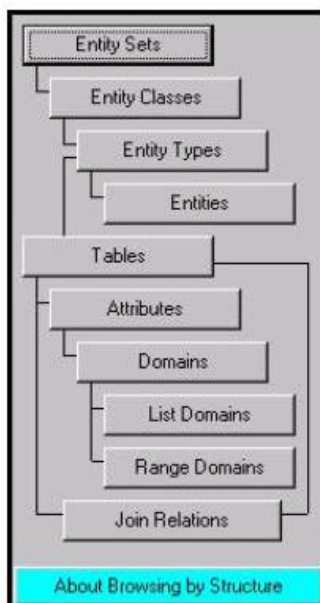 Entity Sets
Entity Classes
Entity Types
Entities
Tables
Attributes
Domains
List Domains
Range Domains
Join Relations
About Browsing by Structure